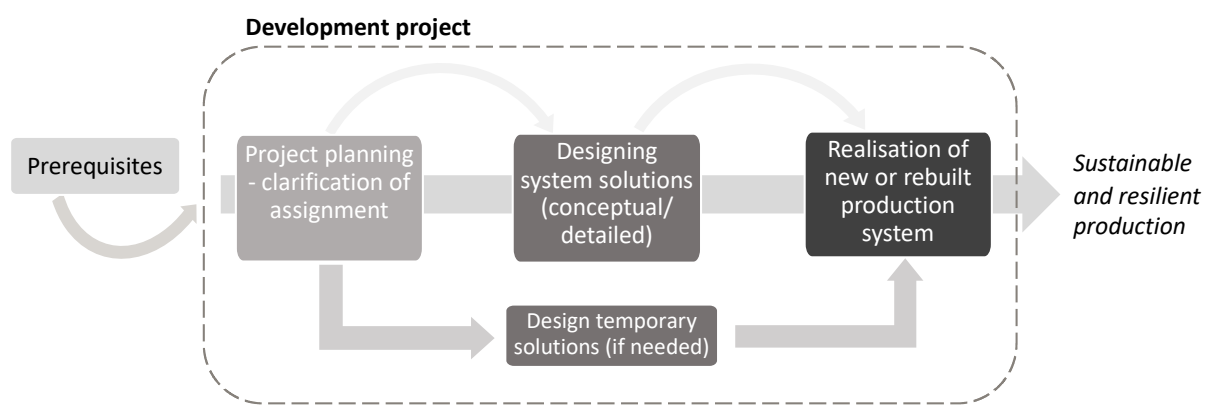 Development project
Prerequisites
Project planning
- clarification of
assignment
Designing
system solutions
(conceptual/
detailed)
Realisation of
new or rebuilt
production
system
Sustainable
and resilient
production
Design temporary
solutions (if needed)